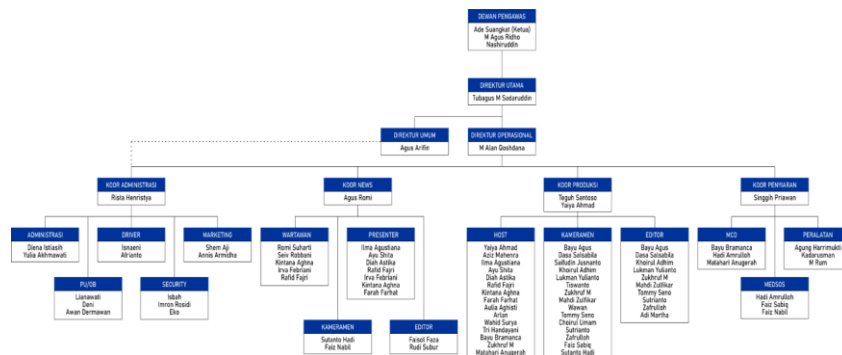 DEWAN PENGAWAS
Ade Suangkat (Ketua)
M Agus Ridho
Nashiruddin
DIREKTUR UTAMA
Tubagus M Sadaruddin
DIREKTUR UMUM
Agus Arifin
DIREKTUR OPERASIONAL
M Alan Qoshdana
KOOR ADMINISTRASI
Rista Henristya
KOOR NEWS
Agus Romi
KOOR PRODUKSI
Teguh Santoso
Yaiya Ahmad
KOOR PENYIARAN
Singgih Priawan
ADMINISTRASI
Diena Istiasih
Yulia Akhmawati
DRIVER
Isnaeni
Afrianto
MARKETING
Shem Aji
Annis Armidha
PU/OB
Lianawati
Deni
Awan Dermawan
SECURITY
Isbah
Imron Rosidi
Eko
WARTAWAN
Romi Suharti
Seiv Robbani
Kintana Aghna
Irva Febriani
Rafid Fajri
PRESENTER
Ilma Agustiana
Ayu Shita
Diah Astika
Rafid Fajri
Irva Febriani
Kintana Aghna
Farah Farhat
KAMERAMEN
Sutanto Hadi
Faiz Nabil
EDITOR
Faisol Faza
Rudi Subur
HOST
Yaiya Ahmad
Aziz Mahenra
Ilma Agustiana
Ayu Shita
Diah Astika
Rafid Fajri
Kintana Aghna
Farah Farhat
Aulia Aghisti
Arlan
Wahid Surya
Tri Handayani
Bayu Bramanca
Zukhruf M
Matahari Anugerah
KAMERAMEN
Bayu Agus
Dasa Salsabila
Saifudin Jusnanto
Khoirul Adhim
Lukman Yulianto
Tiswanto
Zukhruf M
Mahdi Zulfikar
Wawan
Tommy Seno
Choirul Umam
Sutrianto
Zafrulloh
Faiz Sabiq
Sutanto Hadi
EDITOR
Bayu Agus
Dasa Salsabila
Khoirul Adhim
Lukman Yulianto
Zukhruf M
Mahdi Zulfikar
Tommy Seno
Sutrianto
Zafrulloh
Adi Martha
MCO
Bayu Bramanca
Hadi Amrulloh
Matahari Anugerah
PERALATAN
Agung Harrimukti
Kadarusman
M Rum
MEDSOS
Hadi Amrulloh
Faiz Sabiq
Faiz Nabil